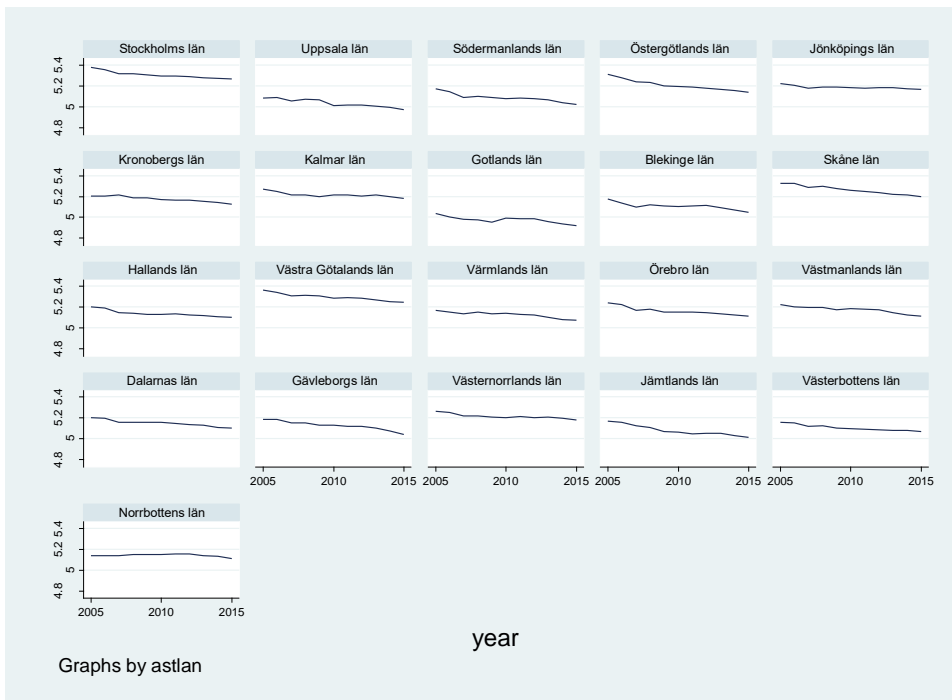 Stockholms län
Uppsala län
Södermanlands län
Östergötlands län
Jönköpings län
4.8 5 5.2 5.4
Kronobergs län
Kalmar län
Gotlands län
Blekinge län
Skåne län
4.8 5 5.2 5.4
Hallands län
Västra Götalands län
Värmlands län
Örebro län
Västmanlands län
4.8 5 5.2 5.4
Dalarnas län
Gävleborgs län
Västernorrlands län
Jämtlands län
Västerbottens län
4.8 5 5.2 5.4
2005 2010 2015 2005 2010 2015 2005 2010 2015 2005 2010 2015
Norrbottens län
4.8 5 5.2 5.4
2005 2010 2015
year
Graphs by astlan